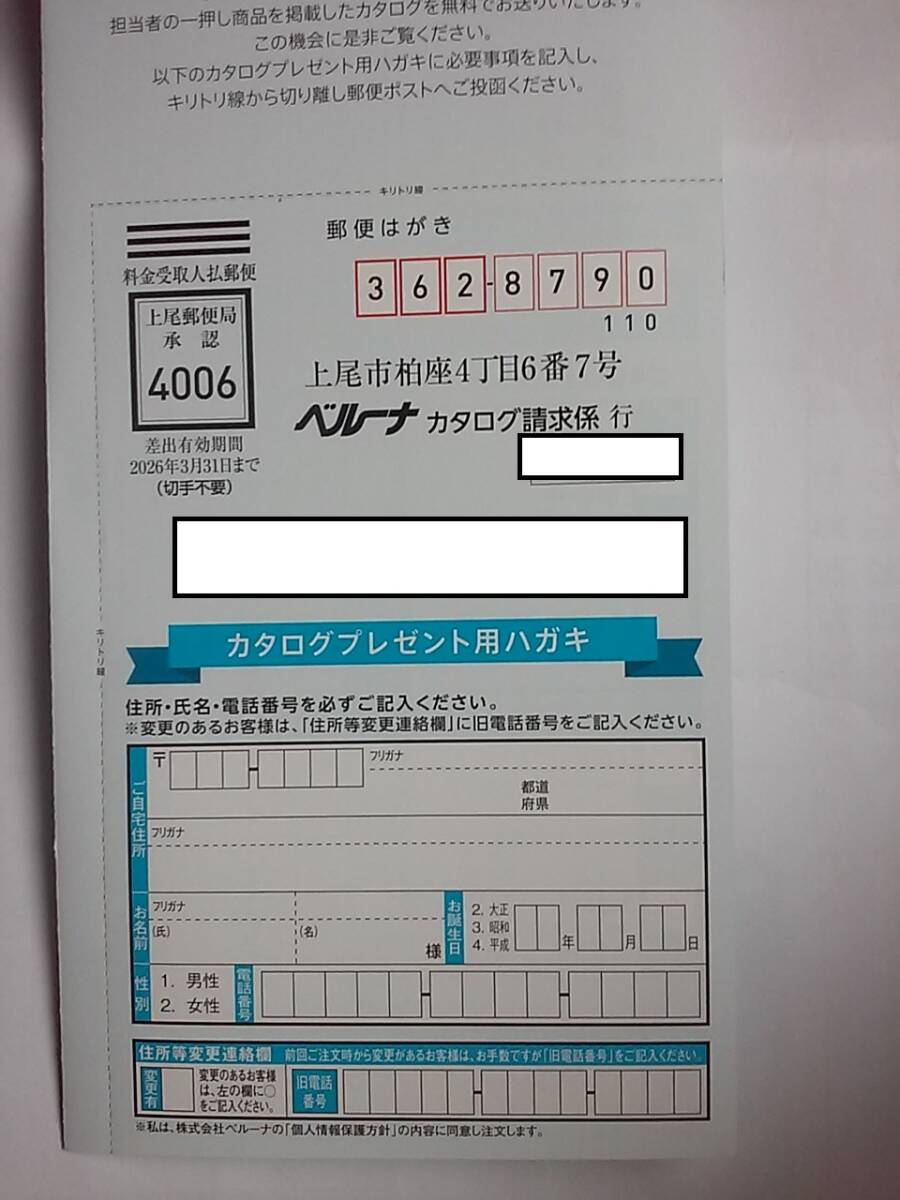 担当者の一押し商品を掲載したカタログを無料でお送りいたします。
この機会に是非ご覧ください。
以下のカタログプレゼント用ハガキに必要事項を記入し、
キリトリ線から切り離し郵便ポストへご投函ください。
キリトリ線
郵便はがき
料金受取人払郵便
362-8790
110
上尾郵便局
承認
4006
上尾市柏座4丁目6番7号
ベルーナ カタログ請求係 行
差出有効期間
2026年3月31日まで
(切手不要)
キリトリ線
カタログプレゼント用ハガキ
住所・氏名・電話番号を必ずご記入ください。
※変更のあるお客様は、「住所等変更連絡欄」に旧電話番号をご記入ください。
ご自宅住所
〒 - フリガナ
都道
府県
フリガナ
お名前
フリガナ
(氏) (名) 様
お誕生日
2. 大正
3. 昭和
4. 平成
年 月 日
性別
1. 男性
2. 女性
電話番号
- -
住所等変更連絡欄 前回ご注文時から変更があるお客様は、お手数ですが「旧電話番号」をご記入ください。
変更有
変更のあるお客様
は、左の欄に〇
をご記入ください。
旧電話
番号
- -
※私は、株式会社ベルーナの「個人情報保護方針」の内容に同意し注文します。